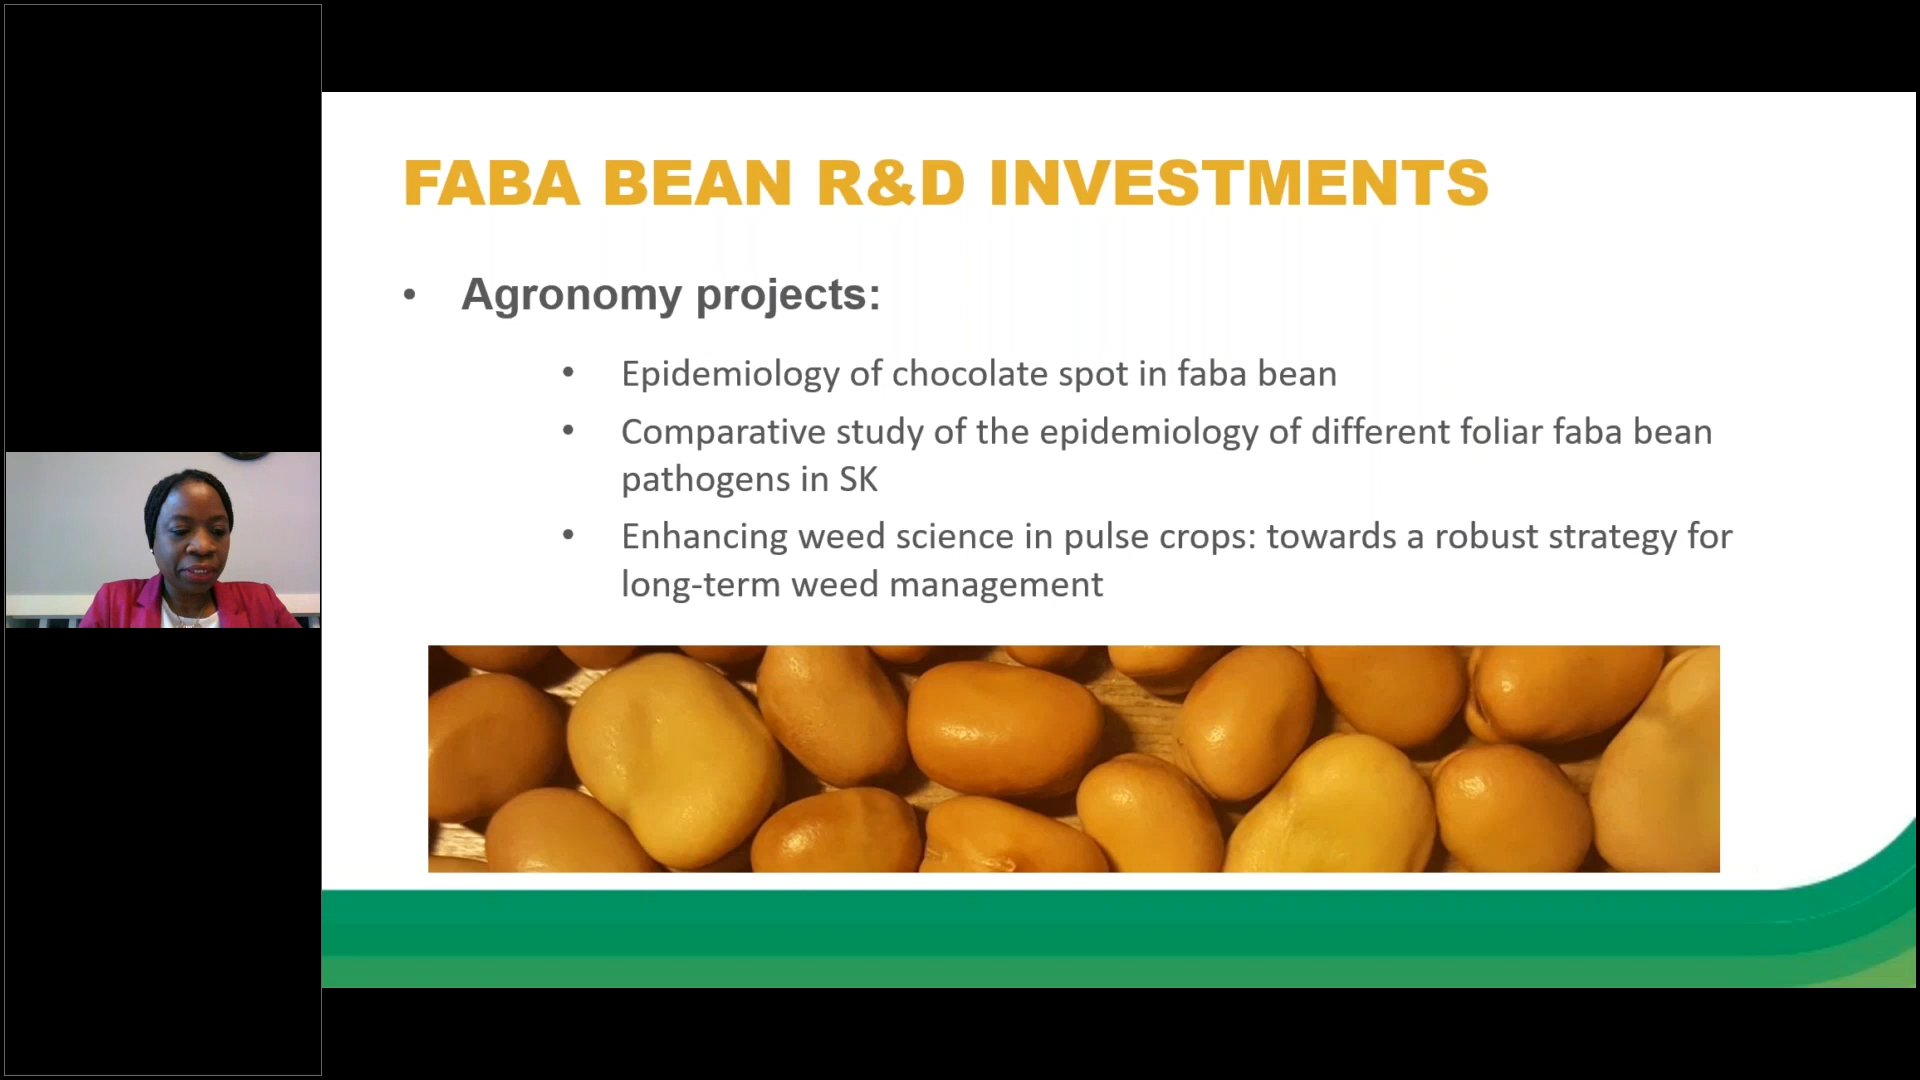 FABA BEAN R&D INVESTMENTS
• Agronomy projects:
• Epidemiology of chocolate spot in faba bean
• Comparative study of the epidemiology of different foliar faba bean
pathogens in SK
• Enhancing weed science in pulse crops: towards a robust strategy for
long-term weed management